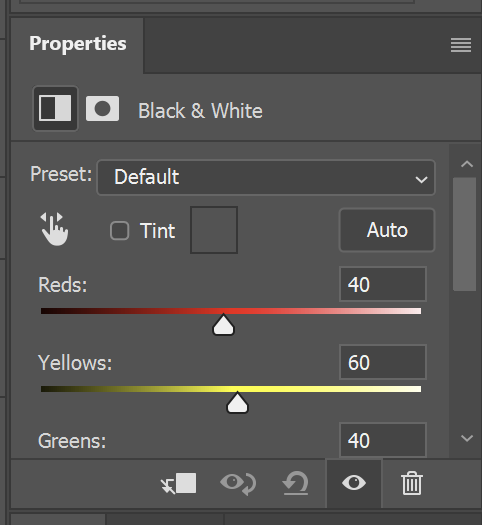 Properties
Black & White
Preset: Default
Tint Auto
Reds: 40
Yellows: 60
Greens: 40